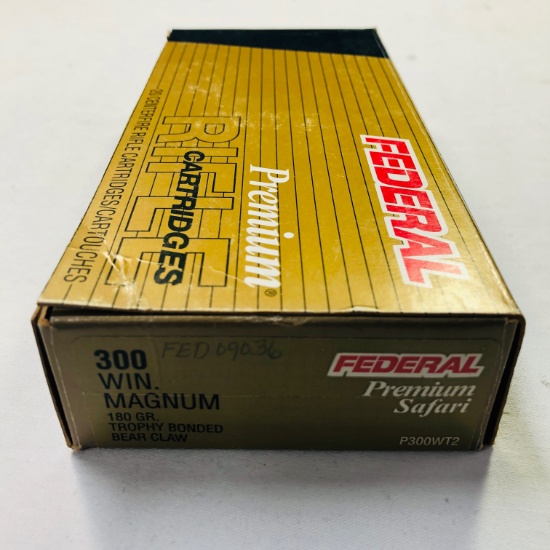 FEDERAL
Premium®
RIFLE
CARTRIDGES
20 CENTERFIRE RIFLE CARTRIDGES/CARTOUCHES
300
WIN.
MAGNUM
180 GR.
TROPHY BONDED
BEAR CLAW
FED 09036
FEDERAL
Premium
Safari
P300WT2